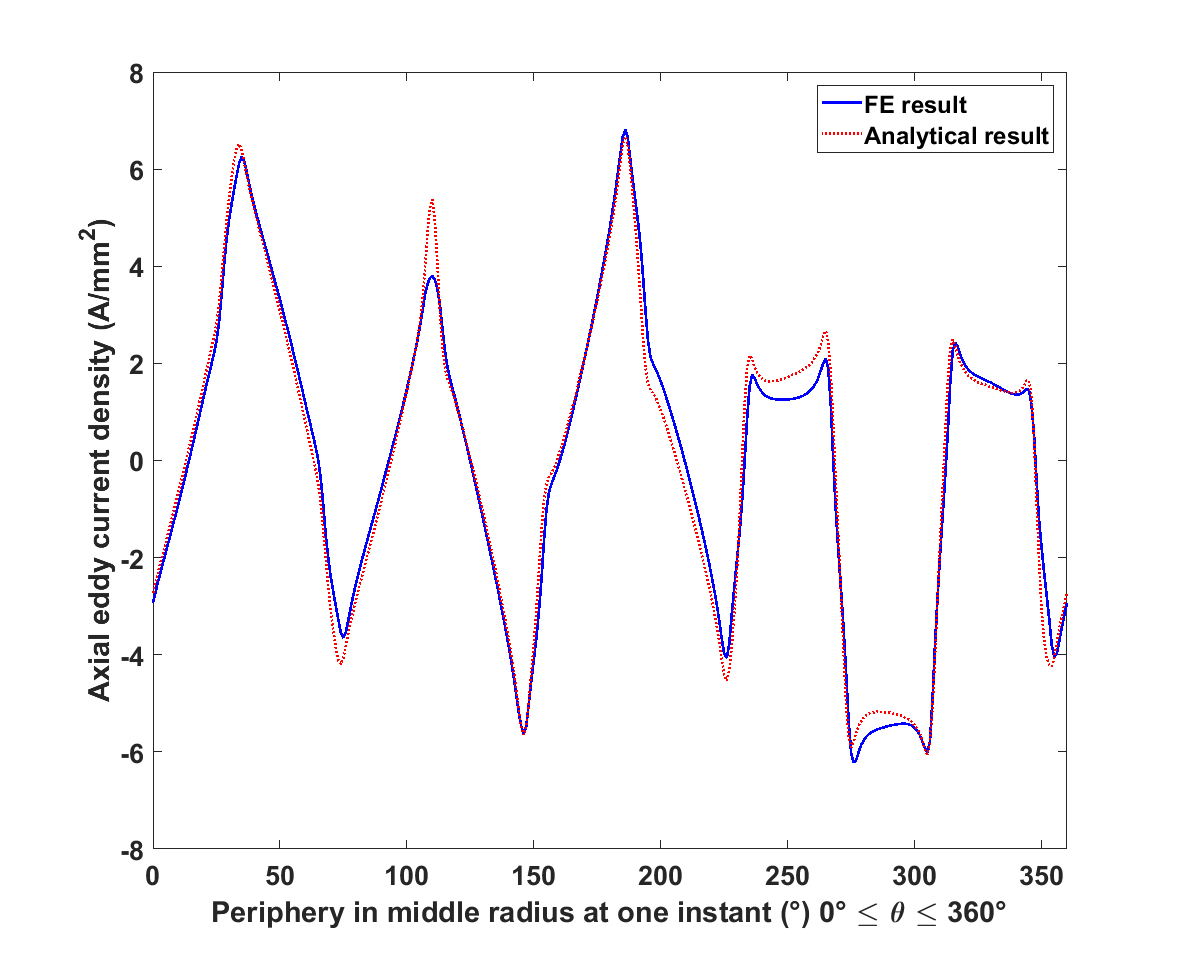 8
6
4
2
0
-2
-4
-6
-8
0 50 100 150 200 250 300 350
Axial eddy current density (A/mm²)
Periphery in middle radius at one instant (°) 0° ≤ θ ≤ 360°
FE result
Analytical result